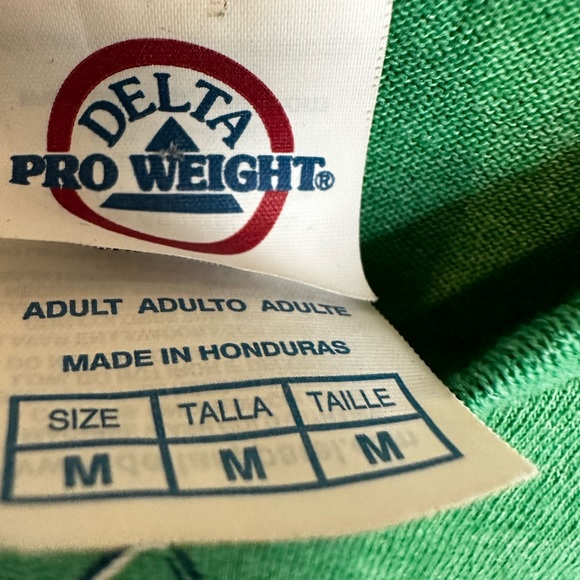 DELTA
PRO WEIGHT®
ADULT ADULTO ADULTE
MADE IN HONDURAS
SIZE TALLA TAILLE
M M M